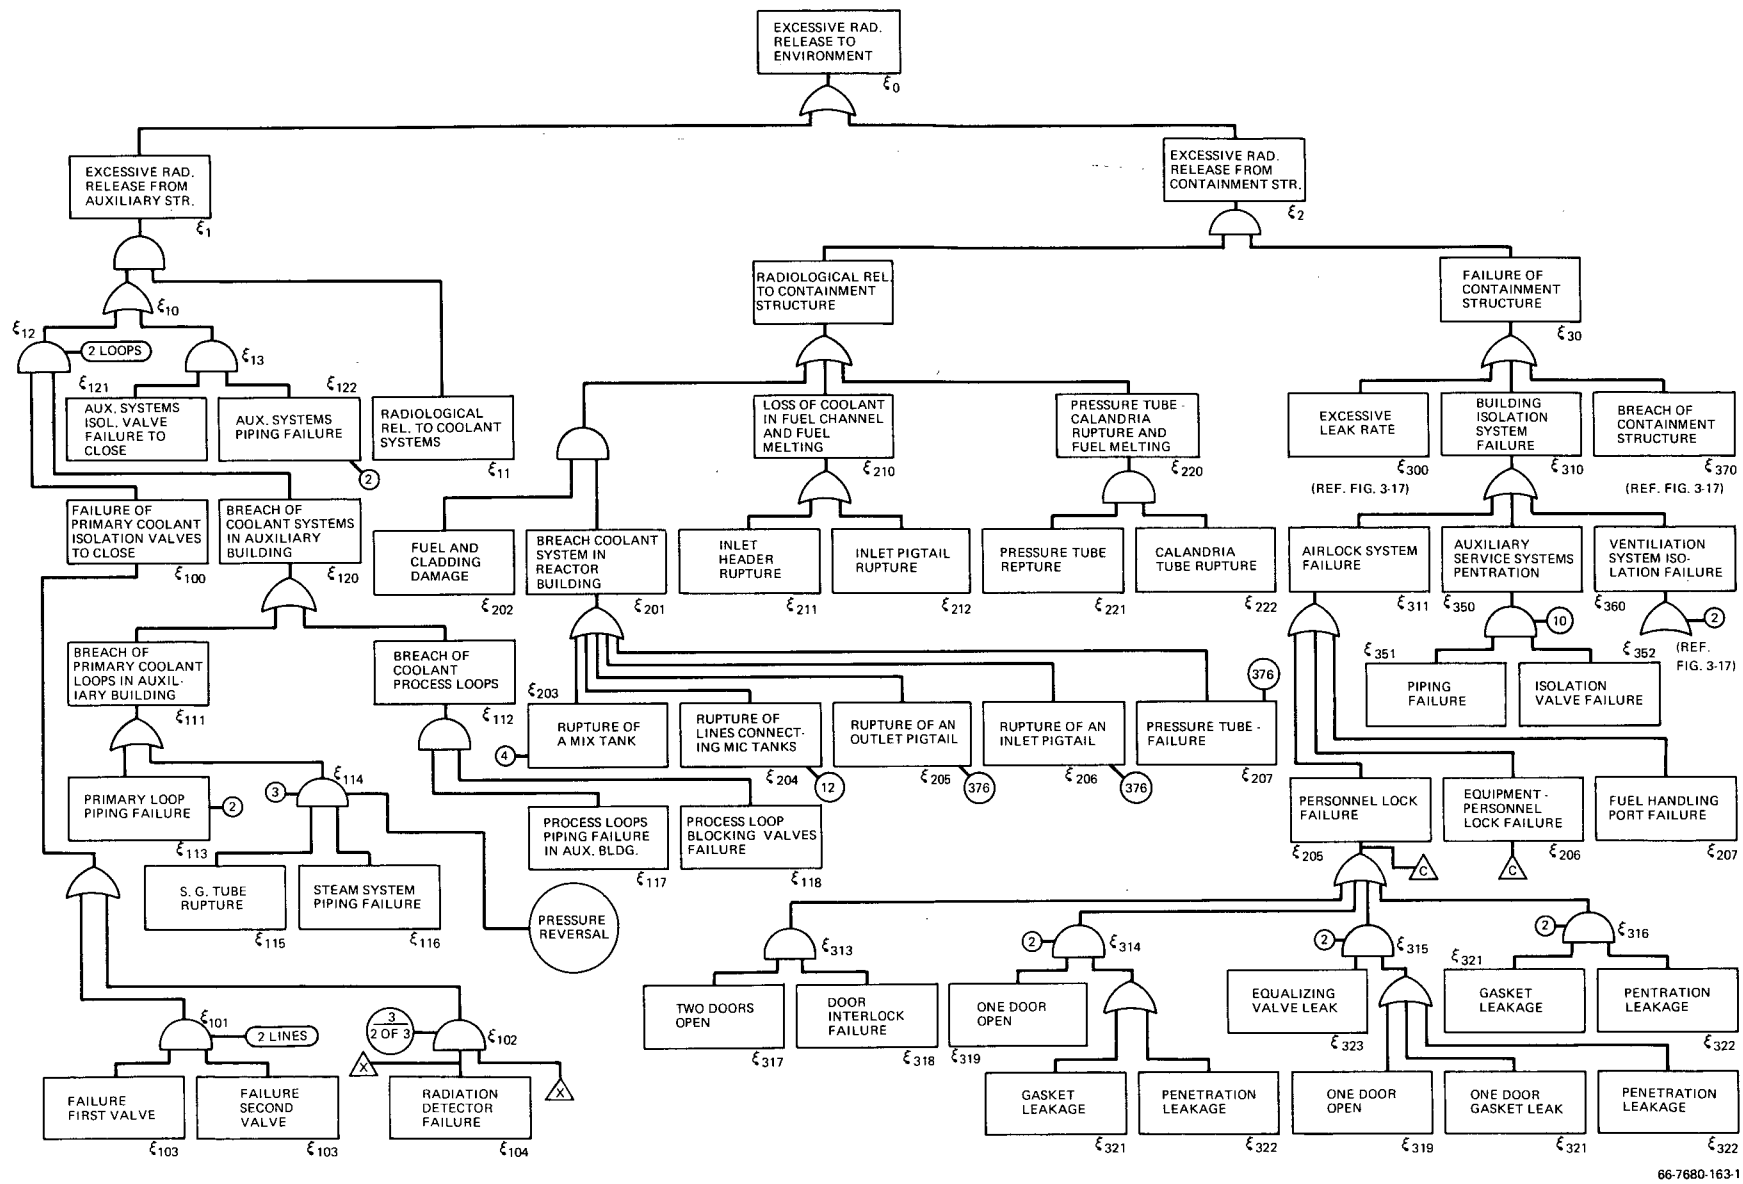 EXCESSIVE RAD.
RELEASE TO
ENVIRONMENT
ξ0
EXCESSIVE RAD.
RELEASE FROM
AUXILIARY STR.
ξ1
EXCESSIVE RAD.
RELEASE FROM
CONTAINMENT STR.
ξ2
RADIOLOGICAL REL.
TO CONTAINMENT
STRUCTURE
FAILURE OF
CONTAINMENT
STRUCTURE
ξ30
ξ10
ξ12
2 LOOPS
ξ13
ξ121
AUX. SYSTEMS
ISOL. VALVE
FAILURE TO
CLOSE
ξ122
AUX. SYSTEMS
PIPING FAILURE
2
RADIOLOGICAL
REL. TO COOLANT
SYSTEMS
ξ11
LOSS OF COOLANT
IN FUEL CHANNEL
AND FUEL
MELTING
ξ210
PRESSURE TUBE -
CALANDRIA
RUPTURE AND
FUEL MELTING
ξ220
EXCESSIVE
LEAK RATE
ξ300
(REF. FIG. 3-17)
BUILDING
ISOLATION
SYSTEM
FAILURE
ξ310
BREACH OF
CONTAINMENT
STRUCTURE
ξ370
(REF. FIG. 3-17)
FAILURE OF
PRIMARY COOLANT
ISOLATION VALVES
TO CLOSE
ξ100
BREACH OF
COOLANT SYSTEMS
IN AUXILIARY
BUILDING
ξ120
FUEL AND
CLADDING
DAMAGE
ξ202
BREACH COOLANT
SYSTEM IN
REACTOR
BUILDING
ξ201
INLET
HEADER
RUPTURE
ξ211
INLET PIGTAIL
RUPTURE
ξ212
PRESSURE TUBE
REPTURE
ξ221
CALANDRIA
TUBE RUPTURE
ξ222
AIRLOCK SYSTEM
FAILURE
ξ311
AUXILIARY
SERVICE SYSTEMS
PENTRATION
ξ350
VENTILIATION
SYSTEM ISO-
LATION FAILURE
ξ360
10
2
(REF.
FIG. 3-17)
ξ351
PIPING
FAILURE
ξ352
ISOLATION
VALVE FAILURE
BREACH OF
PRIMARY COOLANT
LOOPS IN AUXIL-
IARY BUILDING
ξ111
BREACH OF
COOLANT
PROCESS LOOPS
ξ112
ξ203
RUPTURE OF
A MIX TANK
4
RUPTURE OF
LINES CONNECT-
ING MIC TANKS
ξ204
12
RUPTURE OF AN
OUTLET PIGTAIL
ξ205
376
RUPTURE OF AN
INLET PIGTAIL
ξ206
376
376
PRESSURE TUBE -
FAILURE
ξ207
PRIMARY LOOP
PIPING FAILURE
2
ξ113
3
ξ114
PROCESS LOOPS
PIPING FAILURE
IN AUX. BLDG.
ξ117
PROCESS LOOP
BLOCKING VALVES
FAILURE
ξ118
PERSONNEL LOCK
FAILURE
ξ205
C
EQUIPMENT -
PERSONNEL
LOCK FAILURE
ξ206
C
FUEL HANDLING
PORT FAILURE
ξ207
S. G. TUBE
RUPTURE
ξ115
STEAM SYSTEM
PIPING FAILURE
ξ116
PRESSURE
REVERSAL
ξ313
2
ξ314
2
ξ315
2
ξ316
TWO DOORS
OPEN
ξ317
DOOR
INTERLOCK
FAILURE
ξ318
ONE DOOR
OPEN
ξ319
EQUALIZING
VALVE LEAK
ξ323
ξ321
GASKET
LEAKAGE
PENTRATION
LEAKAGE
ξ322
ξ101
2 LINES
3
2 OF 3
ξ102
X
X
FAILURE
FIRST VALVE
ξ103
FAILURE
SECOND
VALVE
ξ103
RADIATION
DETECTOR
FAILURE
ξ104
GASKET
LEAKAGE
ξ321
PENETRATION
LEAKAGE
ξ322
ONE DOOR
OPEN
ξ319
ONE DOOR
GASKET LEAK
ξ321
PENETRATION
LEAKAGE
ξ322
66-7680-163-1